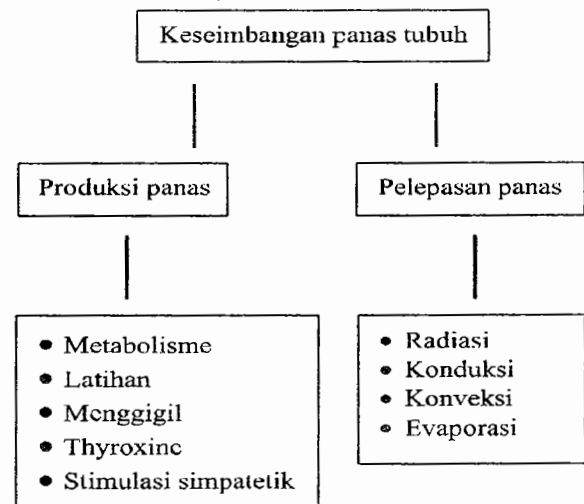 Keseimbangan panas tubuh
Produksi panas
Pelepasan panas
• Metabolisme
• Latihan
• Menggigil
• Thyroxine
• Stimulasi simpatetik
• Radiasi
• Konduksi
• Konveksi
• Evaporasi